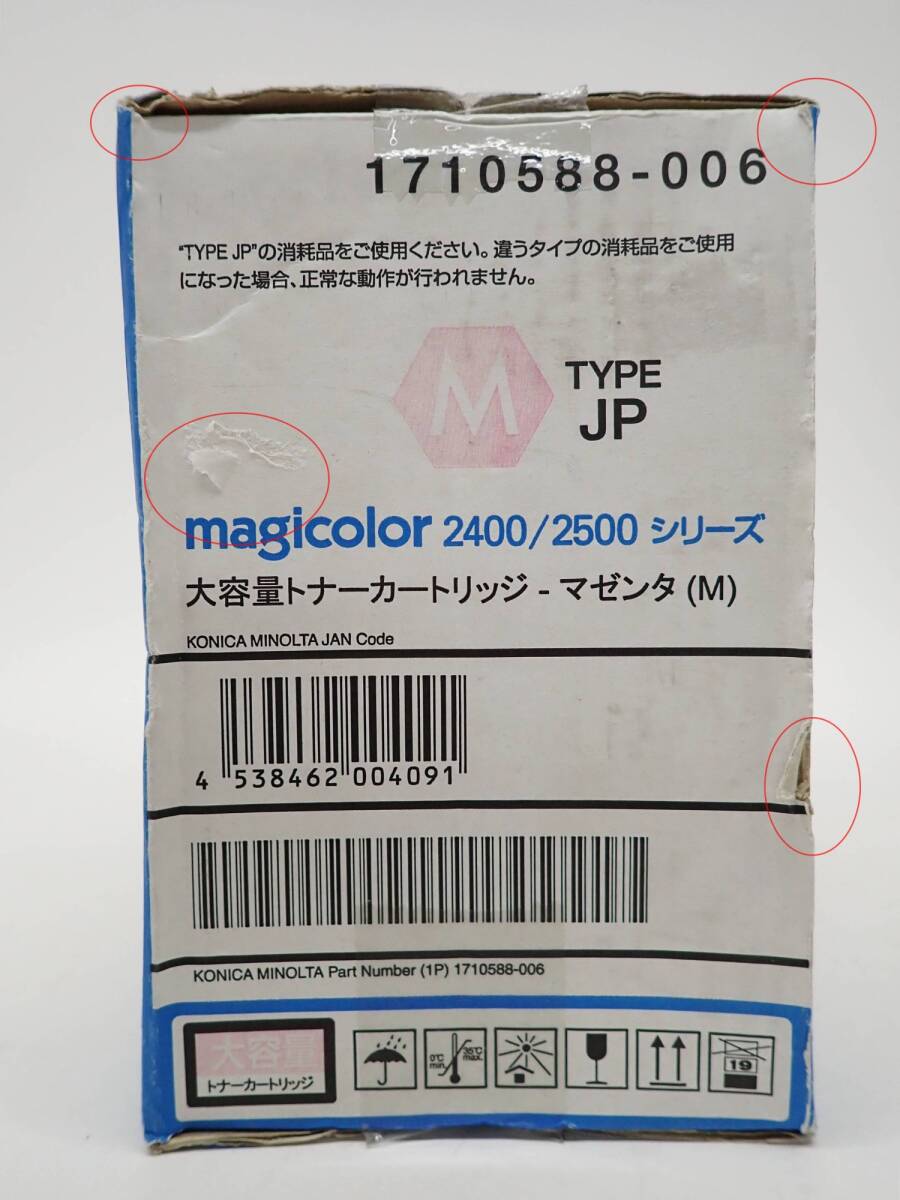 1710588-006
"TYPE JP"の消耗品をご使用ください。違うタイプの消耗品をご使用
になった場合、正常な動作が行われません。
M
TYPE
JP
magicolor 2400/2500 シリーズ
大容量トナーカートリッジ - マゼンタ (M)
KONICA MINOLTA JAN Code
4 538462 004091
KONICA MINOLTA Part Number (1P) 1710588-006
大容量
トナーカートリッジ
0℃
min.
35℃
max.
19